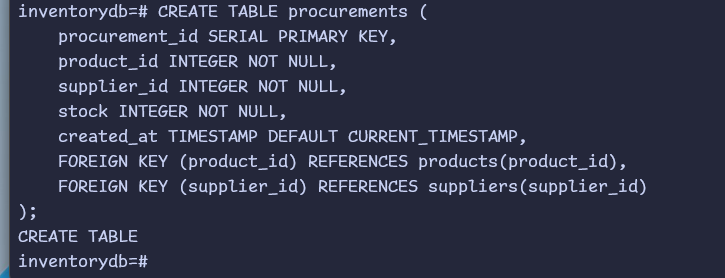 inventorydb=# CREATE TABLE procurements (
    procurement_id SERIAL PRIMARY KEY,
    product_id INTEGER NOT NULL,
    supplier_id INTEGER NOT NULL,
    stock INTEGER NOT NULL,
    created_at TIMESTAMP DEFAULT CURRENT_TIMESTAMP,
    FOREIGN KEY (product_id) REFERENCES products(product_id),
    FOREIGN KEY (supplier_id) REFERENCES suppliers(supplier_id)
);
CREATE TABLE
inventorydb=#